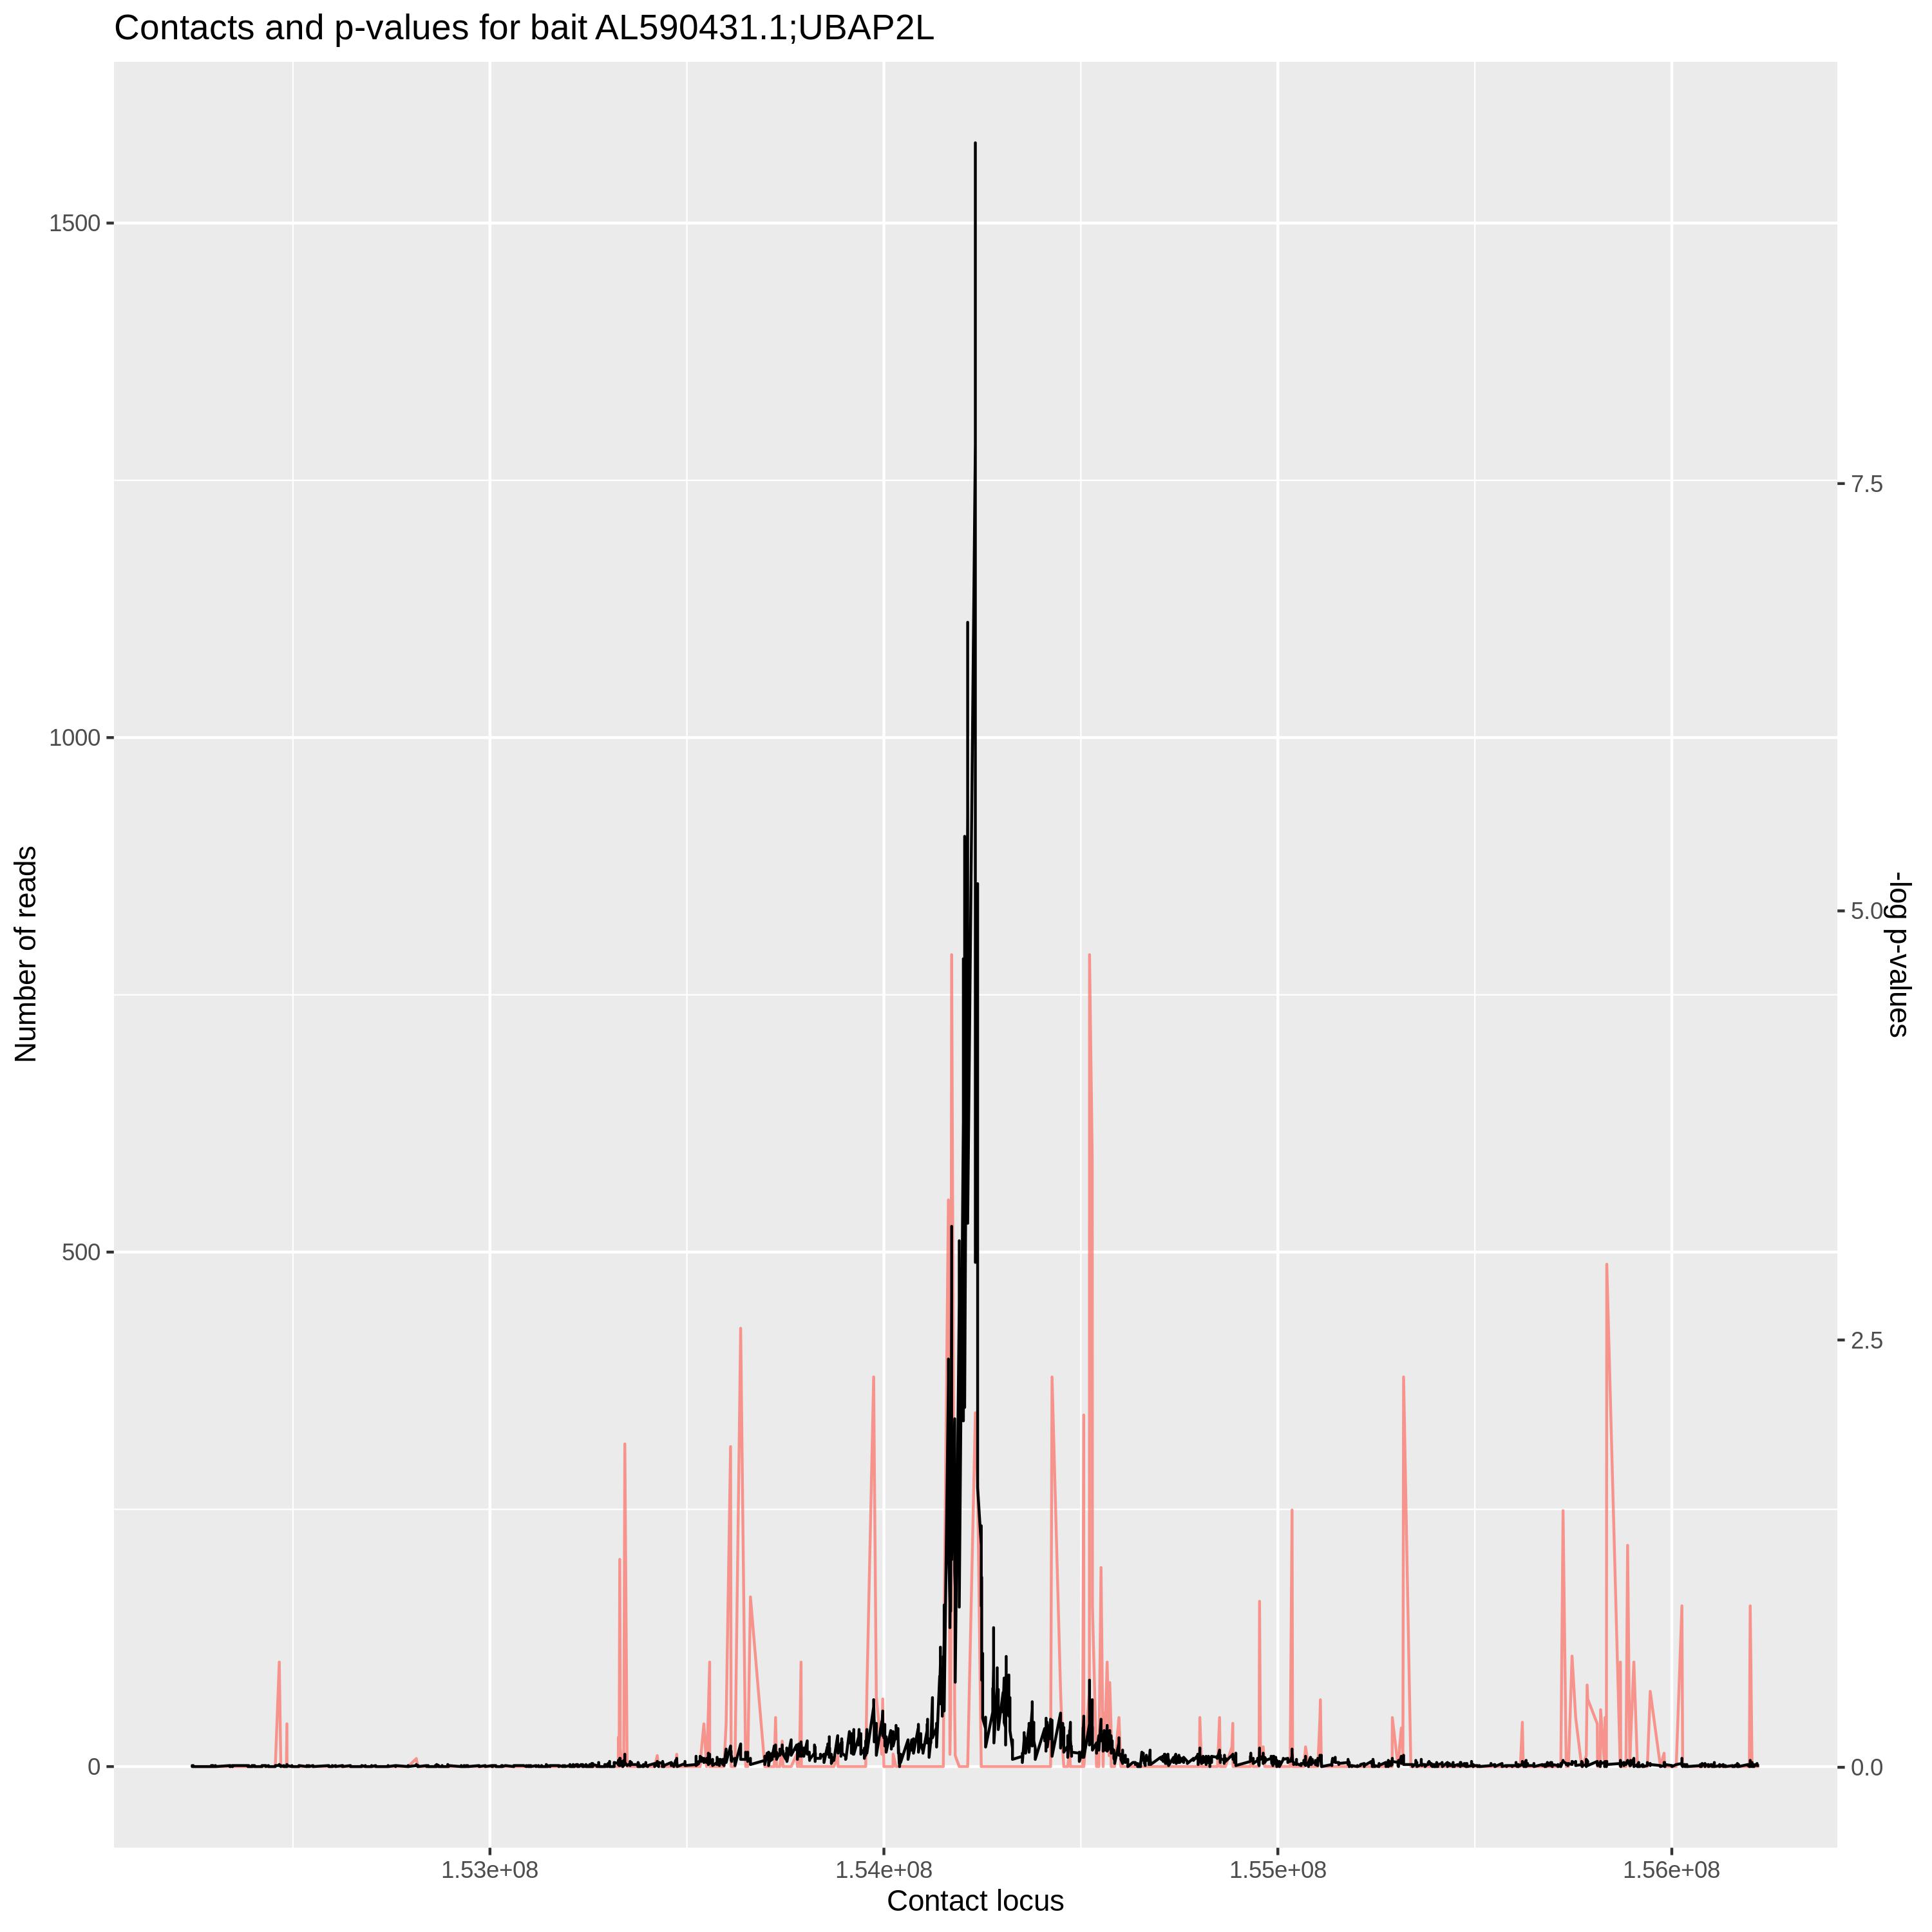 Contacts and p-values for bait AL590431.1;UBAP2L
1500
1000
500
0
Number of reads
7.5
5.0
2.5
0.0
-log p-values
1.53e+08 1.54e+08 1.55e+08 1.56e+08
Contact locus